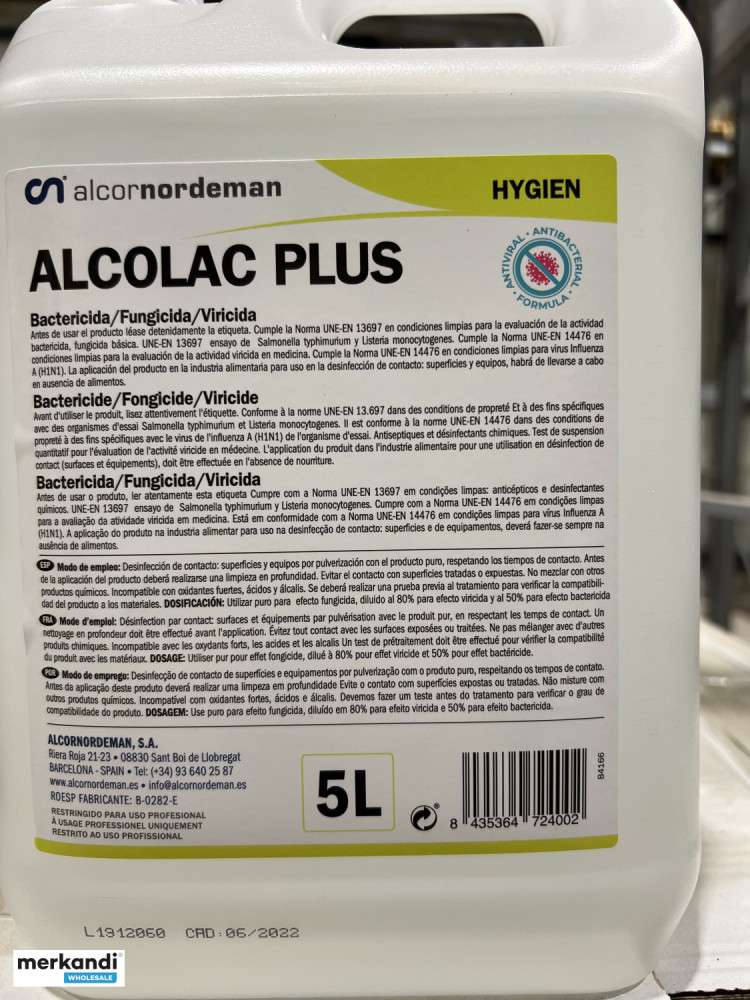 alcornordeman
HYGIEN
ALCOLAC PLUS
ANTIVIRAL • ANTIBACTERIAL • FORMULA •
Bactericida/Fungicida/Viricida
Antes de usar el producto léase detenidamente la etiqueta. Cumple la Norma UNE-EN 13697 en condiciones limpias para la evaluación de la actividad
bactericida, fungicida básica. UNE-EN 13697 ensayo de Salmonella typhimurium y Listeria monocytogenes. Cumple la Norma UNE-EN 14476 en
condiciones limpias para la evaluación de la actividad viricida en medicina. Cumple la Norma UNE-EN 14476 en condiciones limpias para virus Influenza
A (H1N1). La aplicación del producto en la industria alimentaria para uso en la desinfección de contacto: superficies y equipos, habrá de llevarse a cabo
en ausencia de alimentos.
Bactericide/Fongicide/Viricide
Avant d'utiliser le produit, lisez attentivement l'étiquette. Conforme à la norme UNE-EN 13.697 dans des conditions de propreté Et à des fins spécifiques
avec des organismes d'essai Salmonella typhimurium et Listeria monocytogenes. Il est conforme à la norme UNE-EN 14476 dans des conditions de
propreté à des fins spécifiques avec le virus de l'influenza A (H1N1) de l'organisme d'essai. Antiseptiques et désinfectants chimiques. Test de suspension
quantitatif pour l'évaluation de l'activité viricide en médecine. L'application du produit dans l'industrie alimentaire pour une utilisation en désinfection de
contact (surfaces et équipements), doit être effectuée en l'absence de nourriture.
Bactericida/Fungicida/Viricida
Antes de usar o produto, ler atentamente esta etiqueta Cumpre com a Norma UNE-EN 13697 em condições limpas: anticépticos e desinfectantes
químicos. UNE-EN 13697 ensayo de Salmonella typhimurium y Listeria monocytogenes. Cumpre com a Norma UNE-EN 14476 em condições limpas
para a avaliação da atividade viricida em medicina. Está em conformidade com a Norma UNE-EN 14476 em condições limpas para vírus Influenza A
(H1N1). A aplicação do produto na industria alimentar para uso na desinfecção de contacto: superficies e de equipamentos, deverá fazer-se sempre na
ausência de alimentos.
ESP Modo de empleo: Desinfección de contacto: superficies y equipos por pulverización con el producto puro, respetando los tiempos de contacto. Antes
de la aplicación del producto deberá realizarse una limpieza en profundidad. Evitar el contacto con superficies tratadas o expuestas. No mezclar con otros
productos químicos. Incompatible con oxidantes fuertes, ácidos y álcalis. Se deberá realizar una prueba previa al tratamiento para verificar la compatibili-
dad del producto a los materiales. DOSIFICACIÓN: Utilizar puro para efecto fungicida, diluido al 80% para efecto viricida y al 50% para efecto bactericida
FRA Mode d'emploi: Désinfection par contact: surfaces et équipements par pulvérisation avec le produit pur, en respectant les temps de contact. Un
nettoyage en profondeur doit être effectué avant l'application. Évitez tout contact avec les surfaces exposées ou traitées. Ne pas mélanger avec d'autres
produits chimiques. Incompatible avec les oxydants forts, les acides et les alcalis Un test de prétraitement doit être effectué pour vérifier la compatibilité
du produit avec les matériaux. DOSAGE: Utiliser pur pour effet fongicide, dilué à 80% pour effet viricide et 50% pour effet bactéricide.
POR Modo de emprego: Desinfecção de contacto de superficies e equipamentos por pulverização com o produto puro, respeitando os tempos de contato.
Antes da aplicação deste produto deverá realizar uma limpeza em profundidade Evite o contato com superfícies expostas ou tratadas. Não misture com
outros produtos químicos. Incompatível com oxidantes fortes, ácidos e álcalis. Devemos fazer um teste antes do tratamento para verificar o grau de
compatibilidade do produto. DOSAGEM: Use puro para efeito fungicida, diluído em 80% para efeito viricida e 50% para efeito bactericida.
ALCORNORDEMAN, S.A.
Riera Roja 21-23 • 08830 Sant Boi de Llobregat
BARCELONA - SPAIN • Tel: (+34) 93 640 25 87
www.alcornordeman.es • info@alcornordeman.es
ROESP FABRICANTE: B-0282-E
RESTRINGIDO PARA USO PROFESIONAL
À USAGE PROFESSIONEL UNIQUEMENT
RESTRITO AO USO PROFISSIONAL
5L
8 435364 724002
B4166
L1912060 CAD:06/2022
merkandi
WHOLESALE